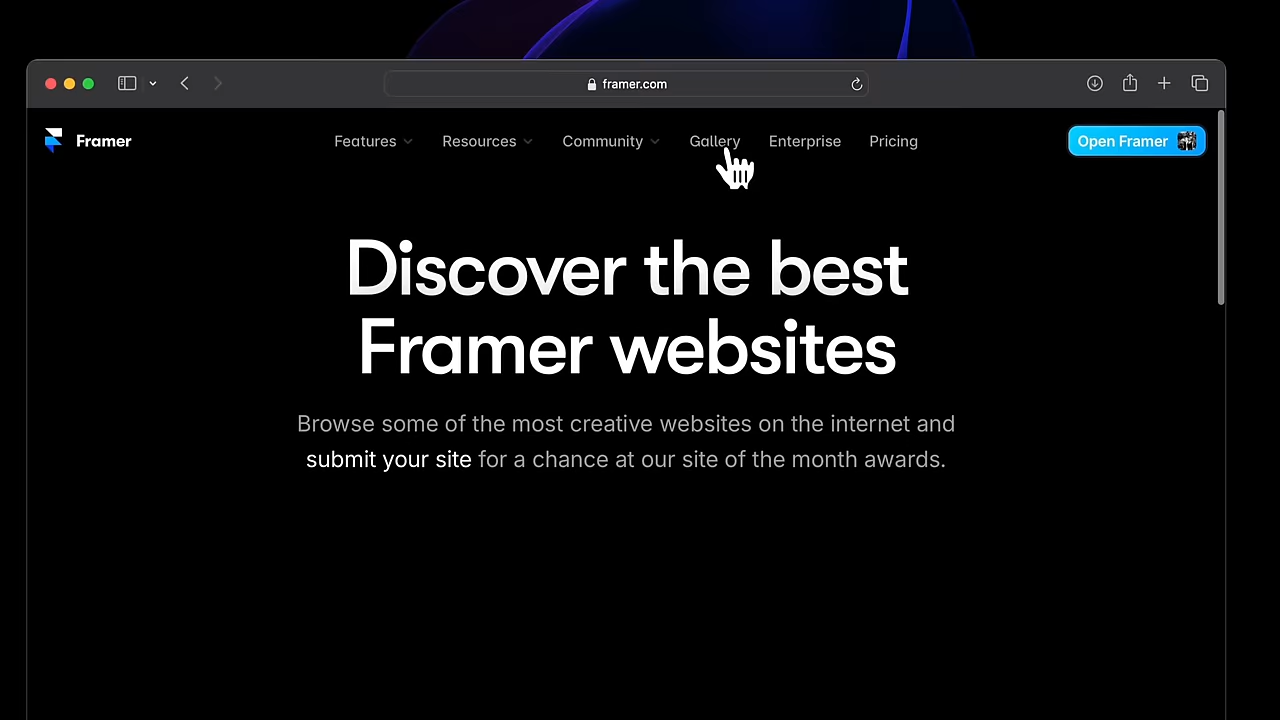 framer.com
Framer
Features
Resources
Community
Gallery
Enterprise
Pricing
Open Framer
Discover the best
Framer websites
Browse some of the most creative websites on the internet and
submit your site for a chance at our site of the month awards.